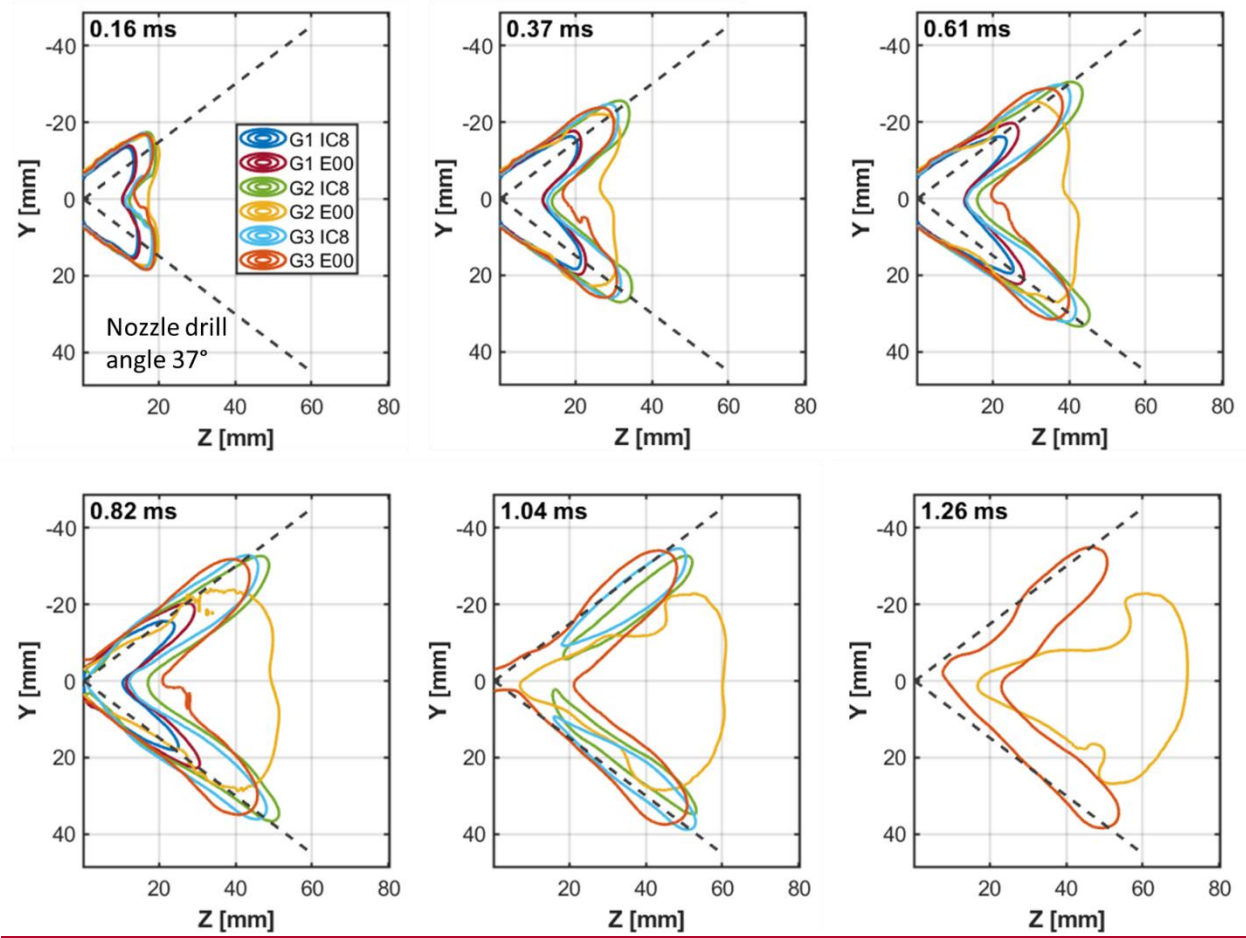 0.16 ms
-40
-20
0
20
40
Y [mm]
20 40 60 80
Z [mm]
G1 IC8
G1 E00
G2 IC8
G2 E00
G3 IC8
G3 E00
Nozzle drill
angle 37°
0.37 ms
-40
-20
0
20
40
Y [mm]
20 40 60 80
Z [mm]
0.61 ms
-40
-20
0
20
40
Y [mm]
20 40 60 80
Z [mm]
0.82 ms
-40
-20
0
20
40
Y [mm]
20 40 60 80
Z [mm]
1.04 ms
-40
-20
0
20
40
Y [mm]
20 40 60 80
Z [mm]
1.26 ms
-40
-20
0
20
40
Y [mm]
20 40 60 80
Z [mm]